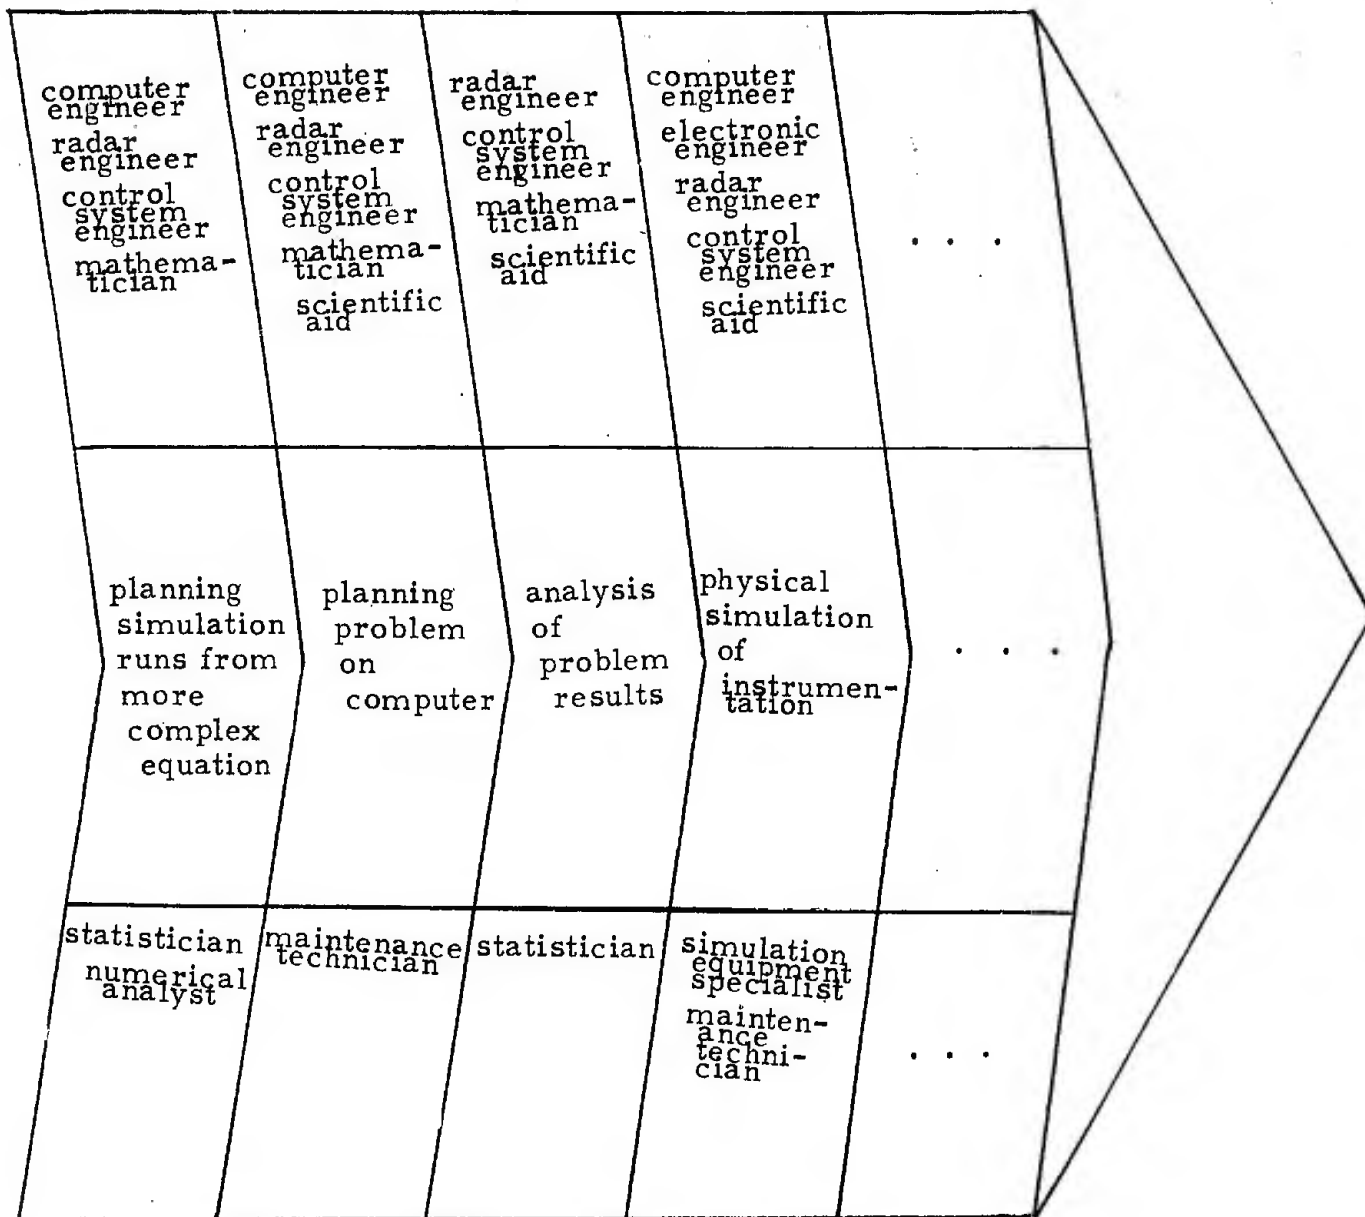 computer
engineer
radar
engineer
control
system
engineer
mathema-
tician
computer
engineer
radar
engineer
control
system
engineer
mathema-
tician
scientific
aid
radar
engineer
control
system
engineer
mathema-
tician
scientific
aid
computer
engineer
electronic
engineer
radar
engineer
control
system
engineer
scientific
aid
. . .
planning
simulation
runs from
more
complex
equation
planning
problem
on
computer
analysis
of
problem
results
physical
simulation
of
instrumen-
tation
. . .
statistician
numerical
analyst
maintenance
technician
statistician
simulation
equipment
specialist
mainten-
ance
techni-
cian
. . .